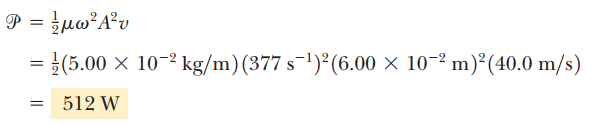 𝒫 = ½μω²A²v
= ½(5.00 × 10⁻² kg/m)(377 s⁻¹)²(6.00 × 10⁻² m)²(40.0 m/s)
= 512 W